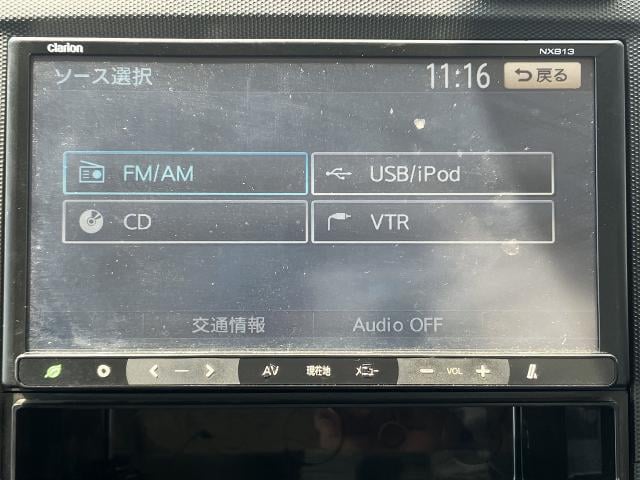 Clarion NX813
ソース選択 11:16 戻る
FM/AM USB/iPod
CD VTR
交通情報 Audio OFF
AV 現在地 メニュー − VOL +